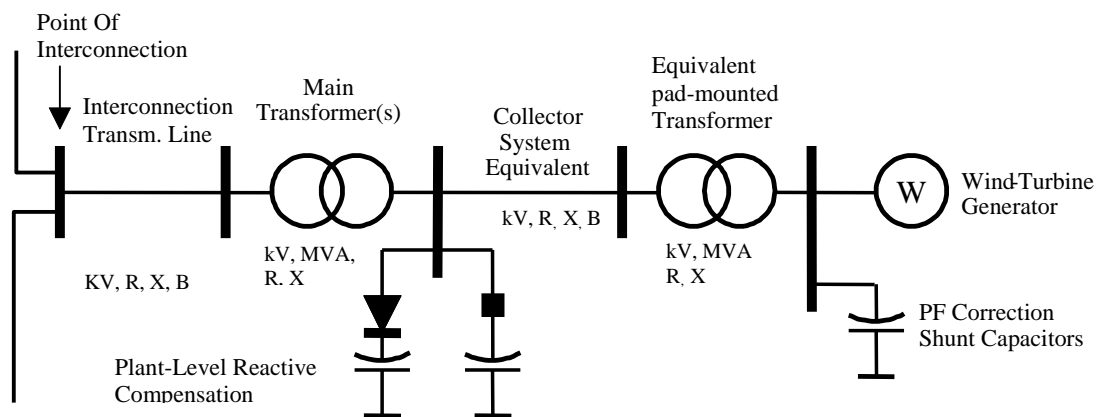 Point Of
Interconnection
Interconnection
Transm. Line
Main
Transformer(s)
Collector
System
Equivalent
Equivalent
pad-mounted
Transformer
W
Wind-Turbine
Generator
KV, R, X, B
kV, MVA,
R. X
kV, R, X, B
kV, MVA
R, X
PF Correction
Shunt Capacitors
Plant-Level Reactive
Compensation